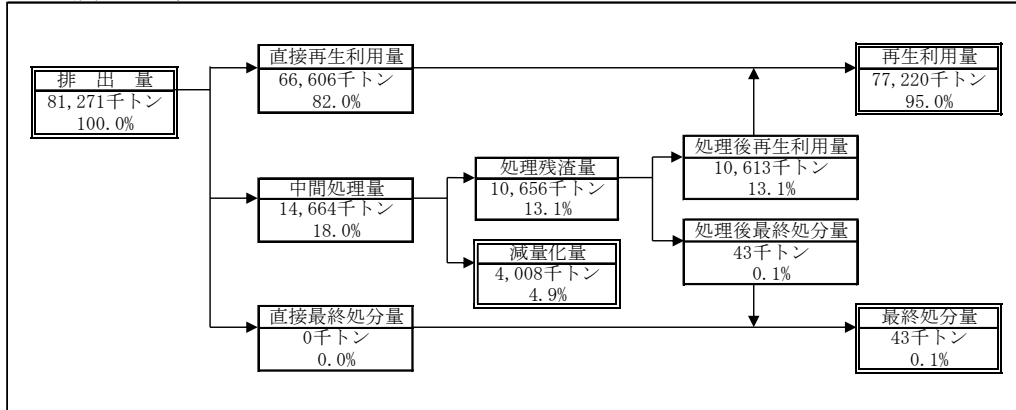 排 出 量
81,271千トン
100.0%
直接再生利用量
66,606千トン
82.0%
再生利用量
77,220千トン
95.0%
中間処理量
14,664千トン
18.0%
処理残渣量
10,656千トン
13.1%
処理後再生利用量
10,613千トン
13.1%
減量化量
4,008千トン
4.9%
処理後最終処分量
43千トン
0.1%
直接最終処分量
0千トン
0.0%
最終処分量
43千トン
0.1%